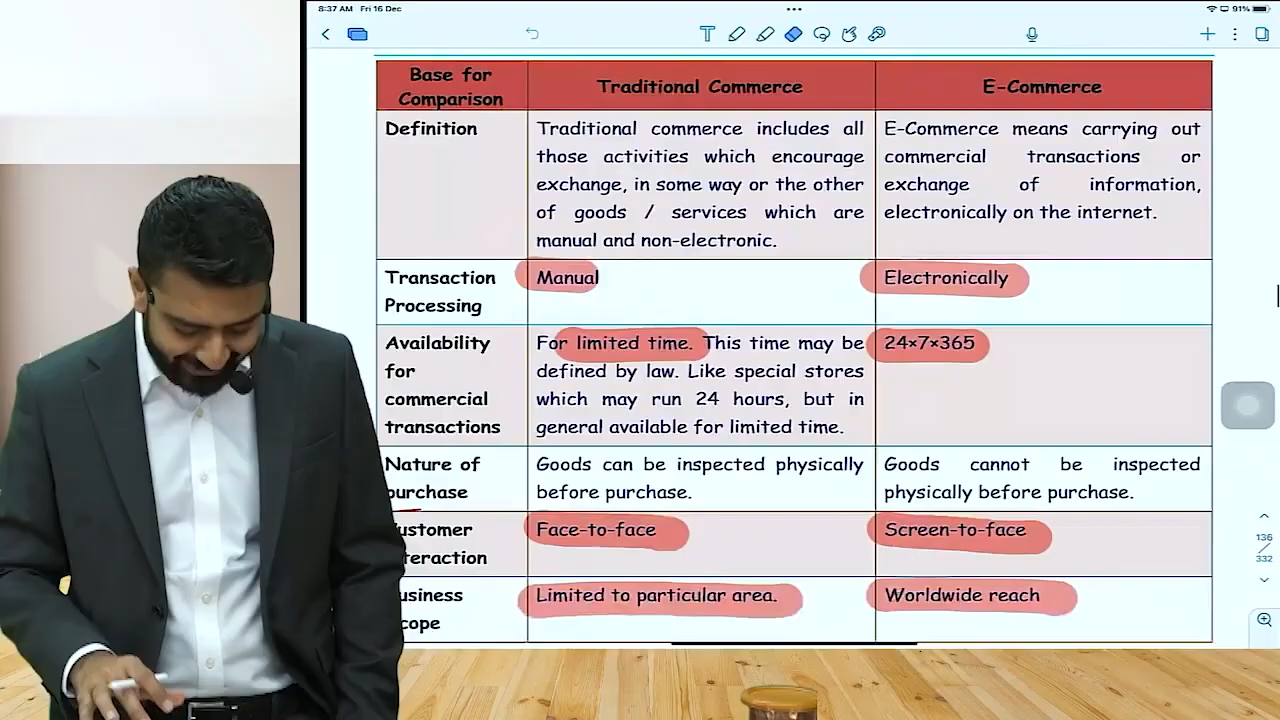 8:37 AM Fri 16 Dec
91%
Base for
Comparison
Traditional Commerce
E-Commerce
Definition
Traditional commerce includes all
those activities which encourage
exchange, in some way or the other
of goods / services which are
manual and non-electronic.
E-Commerce means carrying out
commercial transactions or
exchange of information,
electronically on the internet.
Transaction
Processing
Manual
Electronically
Availability
for
commercial
transactions
For limited time. This time may be
defined by law. Like special stores
which may run 24 hours, but in
general available for limited time.
24×7×365
Nature of
purchase
Goods can be inspected physically
before purchase.
Goods cannot be inspected
physically before purchase.
ustomer
teraction
Face-to-face
Screen-to-face
usiness
cope
Limited to particular area.
Worldwide reach
136
332